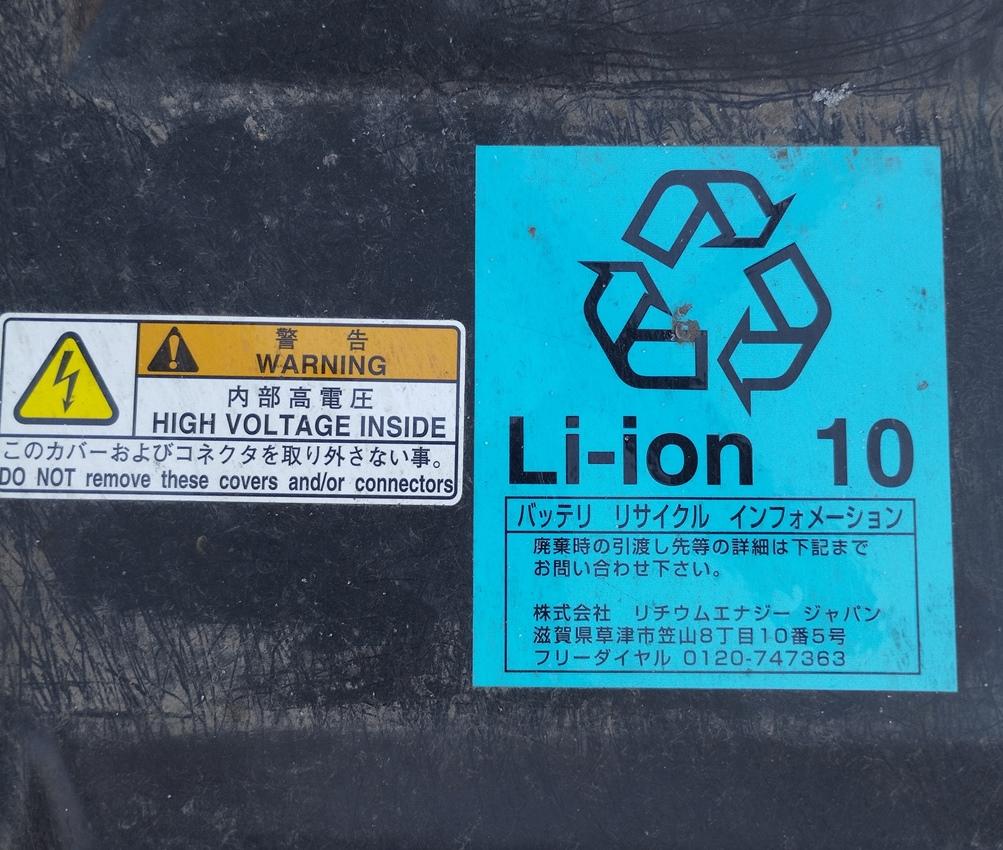 警告
WARNING
内部高電圧
HIGH VOLTAGE INSIDE
このカバーおよびコネクタを取り外さない事。
DO NOT remove these covers and/or connectors
Li-ion 10
バッテリ リサイクル インフォメーション
廃棄時の引渡し先等の詳細は下記まで
お問い合わせ下さい。
株式会社 リチウムエナジー ジャパン
滋賀県草津市笠山8丁目10番5号
フリーダイヤル 0120-747363